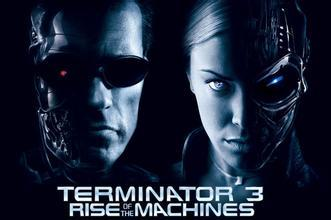 TERMINATOR 3
RISE OF THE MACHINES